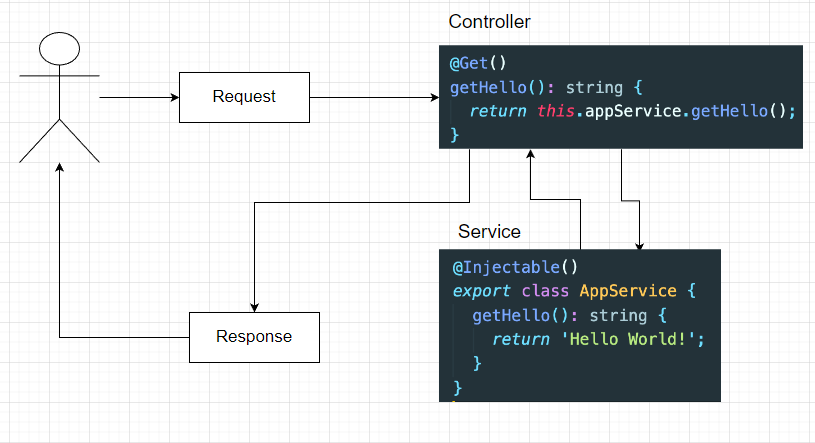 Controller
@Get()
getHello(): string {
return this.appService.getHello();
}
Request
Service
@Injectable()
export class AppService {
getHello(): string {
return 'Hello World!';
}
}
Response